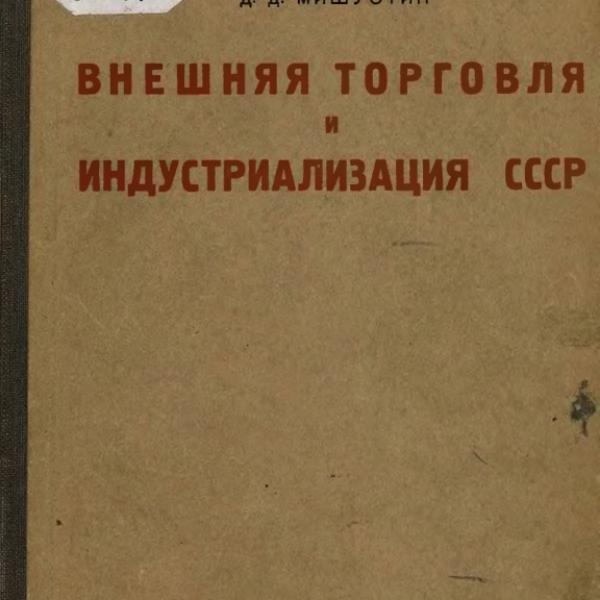 Д. Д. МИШУСТИН
ВНЕШНЯЯ ТОРГОВЛЯ
и
ИНДУСТРИАЛИЗАЦИЯ СССР